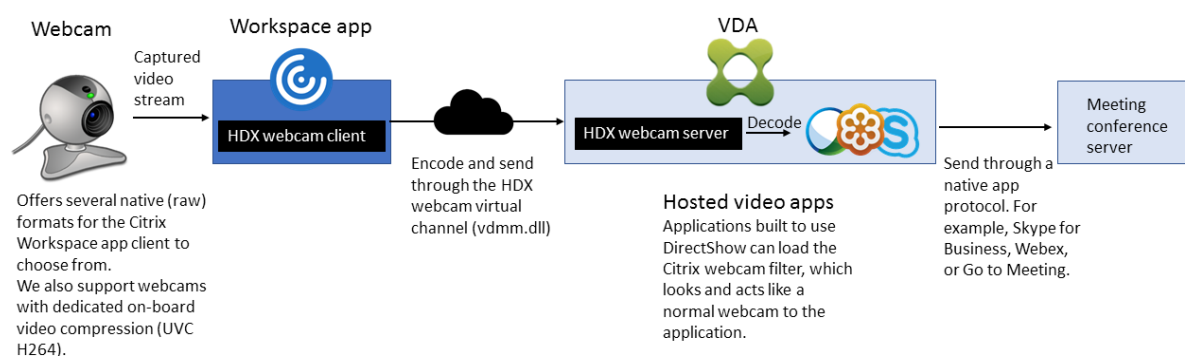 Webcam
Captured
video
stream
Offers several native (raw)
formats for the Citrix
Workspace app client to
choose from.
We also support webcams
with dedicated on-board
video compression (UVC
H264).
Workspace app
HDX webcam client
Encode and send
through the HDX
webcam virtual
channel (vdmm.dll)
VDA
HDX webcam server
Decode
S
Hosted video apps
Applications built to use
DirectShow can load the
Citrix webcam filter, which
looks and acts like a
normal webcam to the
application.
Send through a
native app
protocol. For
example, Skype for
Business, Webex,
or Go to Meeting.
Meeting
conference
server